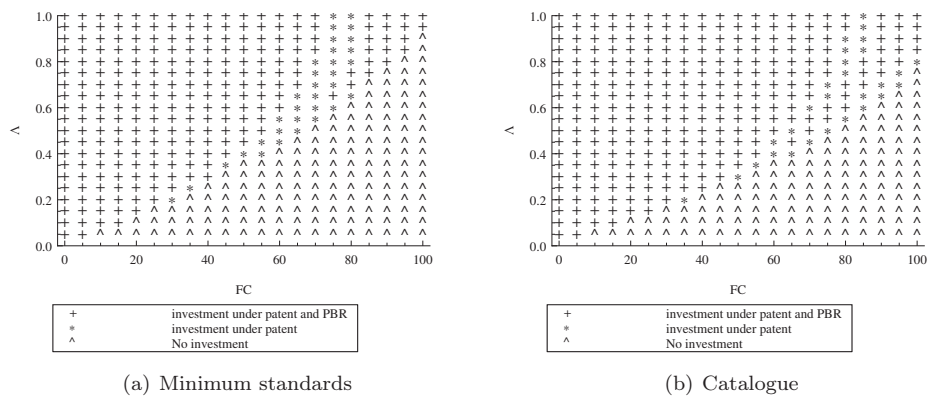 1.0
0.8
0.6
0.4
0.2
0.0
Λ
0 20 40 60 80 100
FC
+ investment under patent and PBR
* investment under patent
^ No investment
(a) Minimum standards
1.0
0.8
0.6
0.4
0.2
0.0
Λ
0 20 40 60 80 100
FC
+ investment under patent and PBR
* investment under patent
^ No investment
(b) Catalogue